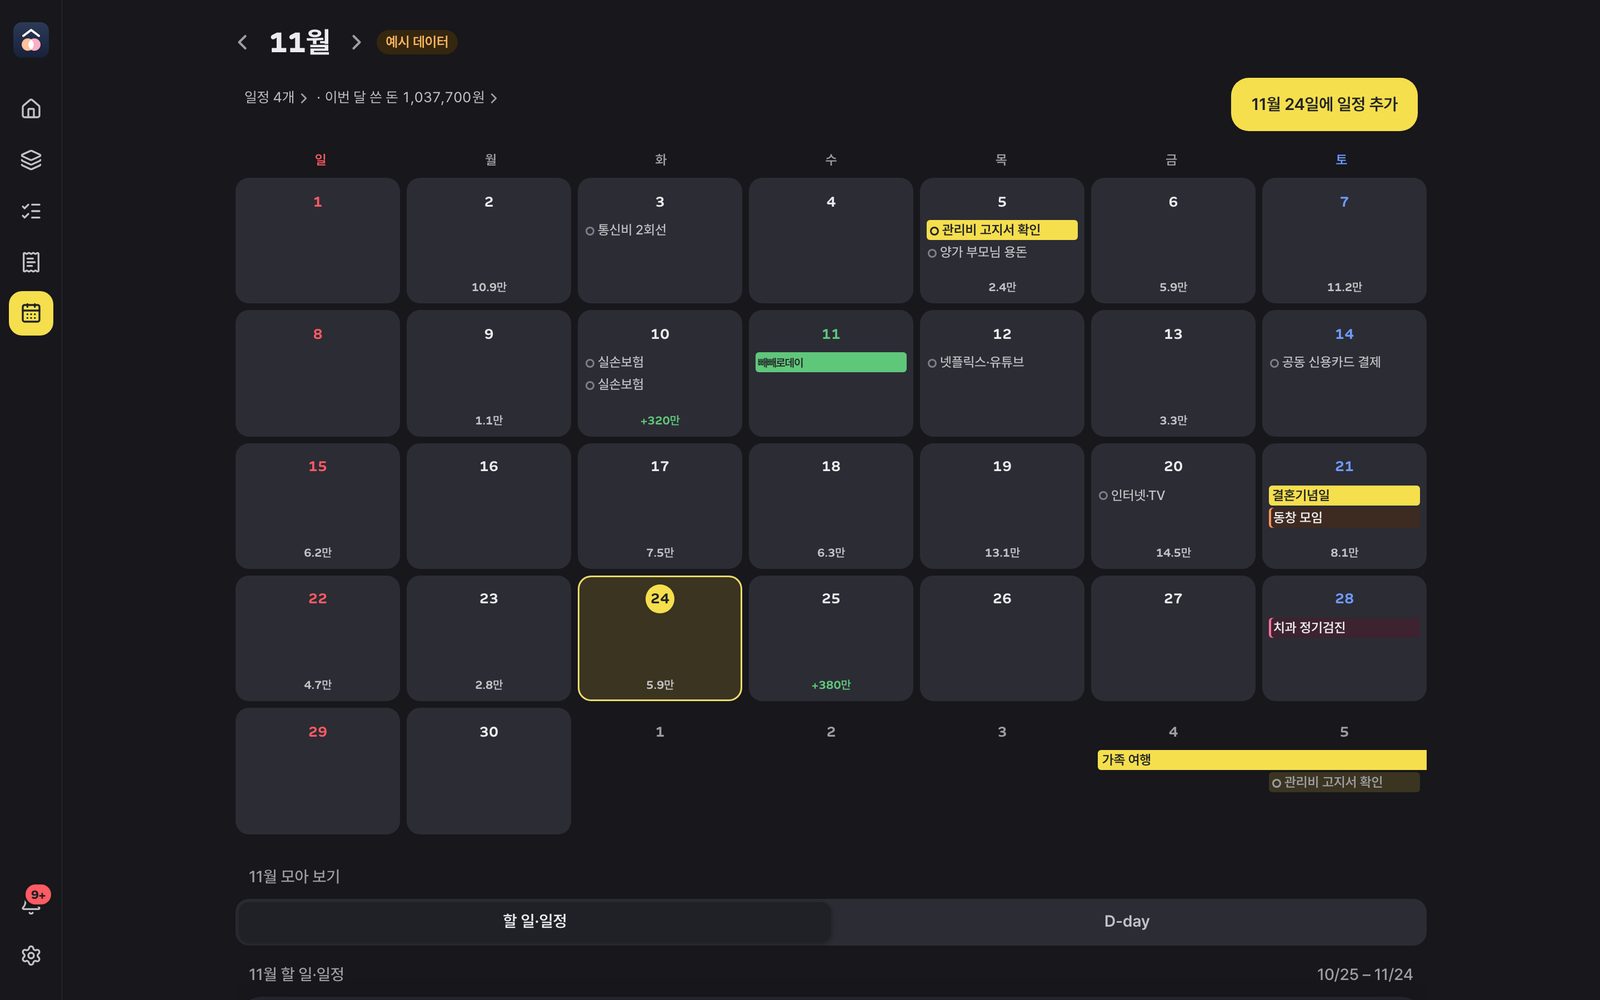 11월
예시 데이터
일정 4개 · 이번 달 쓴 돈 1,037,700원
11월 24일에 일정 추가
일 월 화 수 목 금 토
1 2 3 4 5 6 7
통신비 2회선
관리비 고지서 확인
양가 부모님 용돈
10.9만 2.4만 5.9만 11.2만
8 9 10 11 12 13 14
실손보험 빼빼로데이 넷플릭스·유튜브 공동 신용카드 결제
실손보험
1.1만 +320만 3.3만
15 16 17 18 19 20 21
인터넷·TV 결혼기념일
동창 모임
6.2만 7.5만 6.3만 13.1만 14.5만 8.1만
22 23 24 25 26 27 28
치과 정기검진
4.7만 2.8만 5.9만 +380만
29 30 1 2 3 4 5
가족 여행
관리비 고지서 확인
9+
11월 모아 보기
할 일·일정 D-day
11월 할 일·일정 10/25 – 11/24